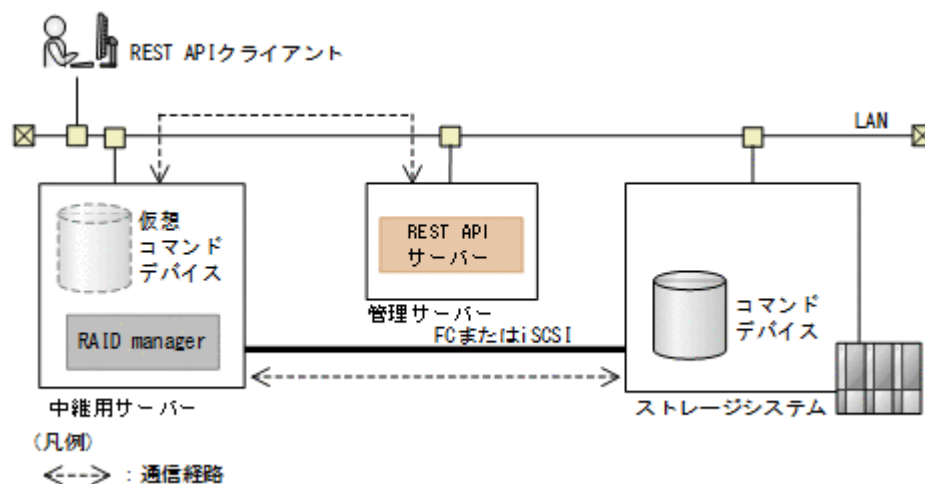 REST APIクライアント
LAN
仮想
コマンド
デバイス
RAID manager
中継用サーバー
REST API
サーバー
管理サーバー
FCまたはiSCSI
コマンド
デバイス
ストレージシステム
(凡例)
：通信経路